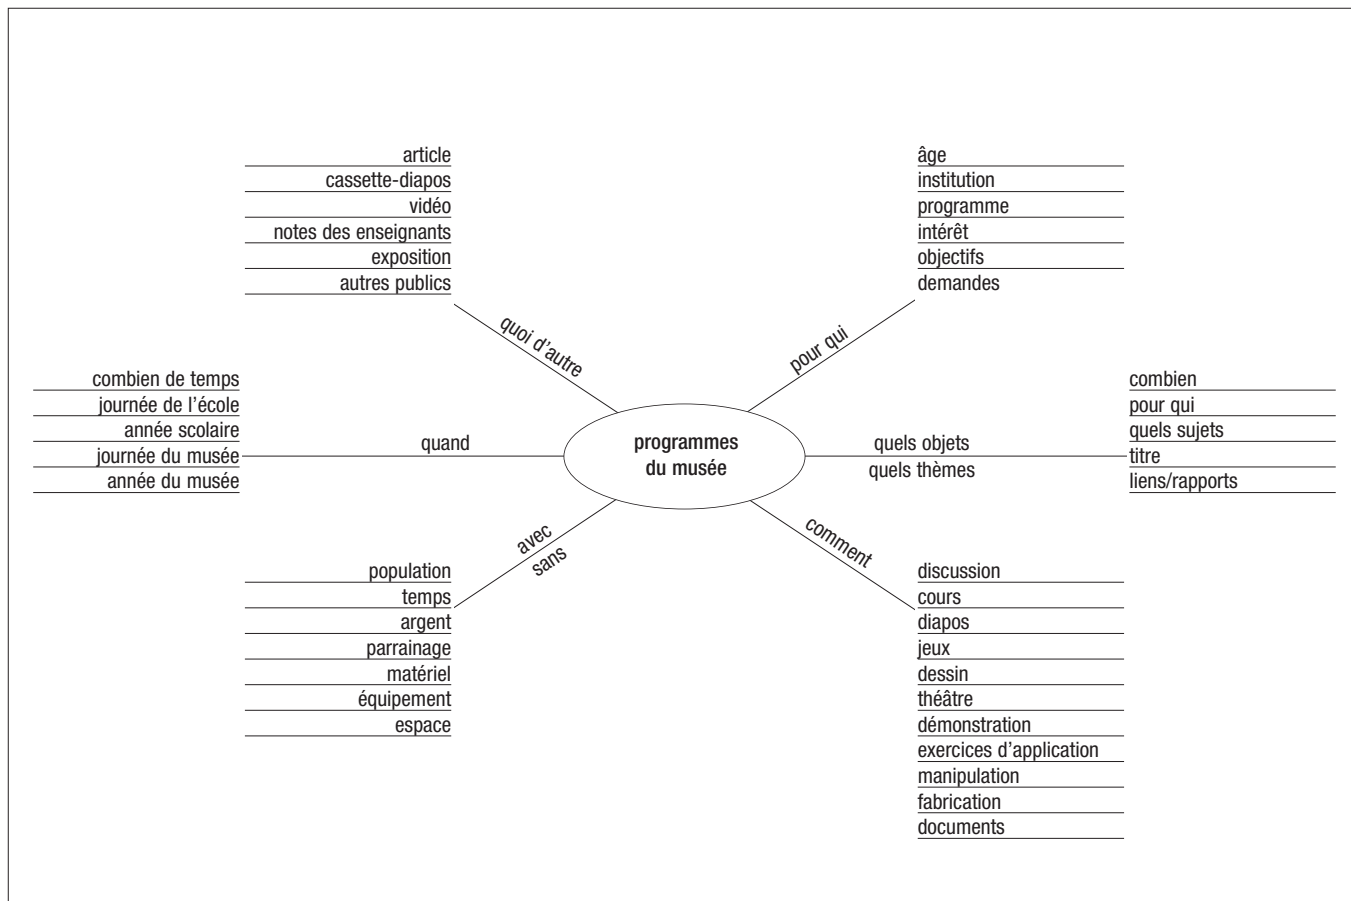 article
cassette-diapos
vidéo
notes des enseignants
exposition
autres publics
quoi d'autre
âge
institution
programme
intérêt
objectifs
demandes
pour qui
combien de temps
journée de l'école
année scolaire
journée du musée
année du musée
quand
programmes
du musée
quels objets
quels thèmes
combien
pour qui
quels sujets
titre
liens/rapports
avec
sans
population
temps
argent
parrainage
matériel
équipement
espace
comment
discussion
cours
diapos
jeux
dessin
théâtre
démonstration
exercices d'application
manipulation
fabrication
documents